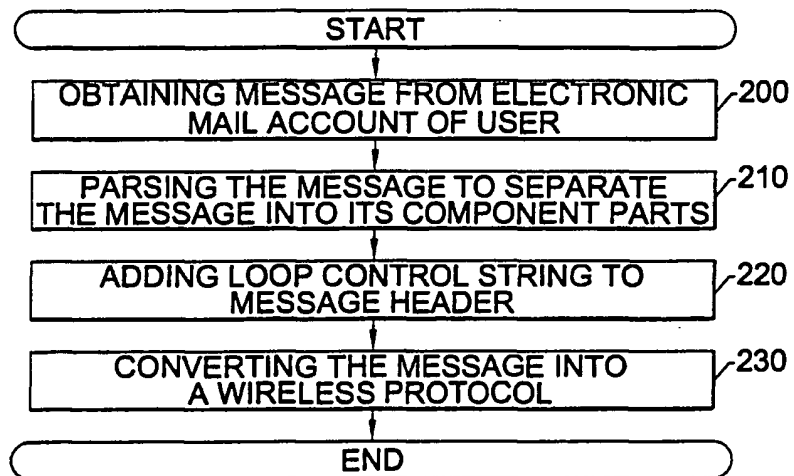 START
OBTAINING MESSAGE FROM ELECTRONIC
MAIL ACCOUNT OF USER
200
PARSING THE MESSAGE TO SEPARATE
THE MESSAGE INTO ITS COMPONENT PARTS
210
ADDING LOOP CONTROL STRING TO
MESSAGE HEADER
220
CONVERTING THE MESSAGE INTO
A WIRELESS PROTOCOL
230
END